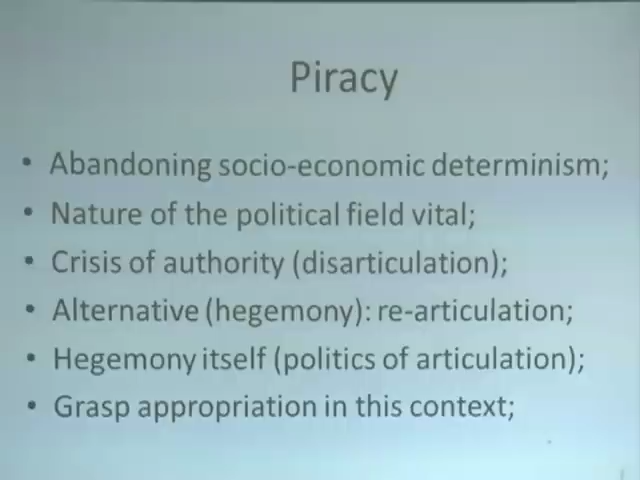 Piracy
• Abandoning socio-economic determinism;
• Nature of the political field vital;
• Crisis of authority (disarticulation);
• Alternative (hegemony): re-articulation;
• Hegemony itself (politics of articulation);
• Grasp appropriation in this context;